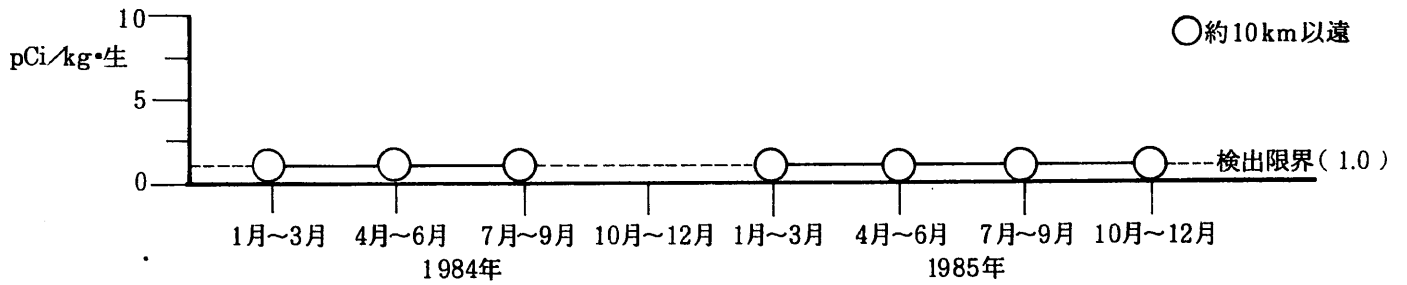 10
○約10km以遠
pCi/kg・生
5
検出限界(1.0)
0
1月~3月 4月~6月 7月~9月 10月~12月 1月~3月 4月~6月 7月~9月 10月~12月
1984年 1985年